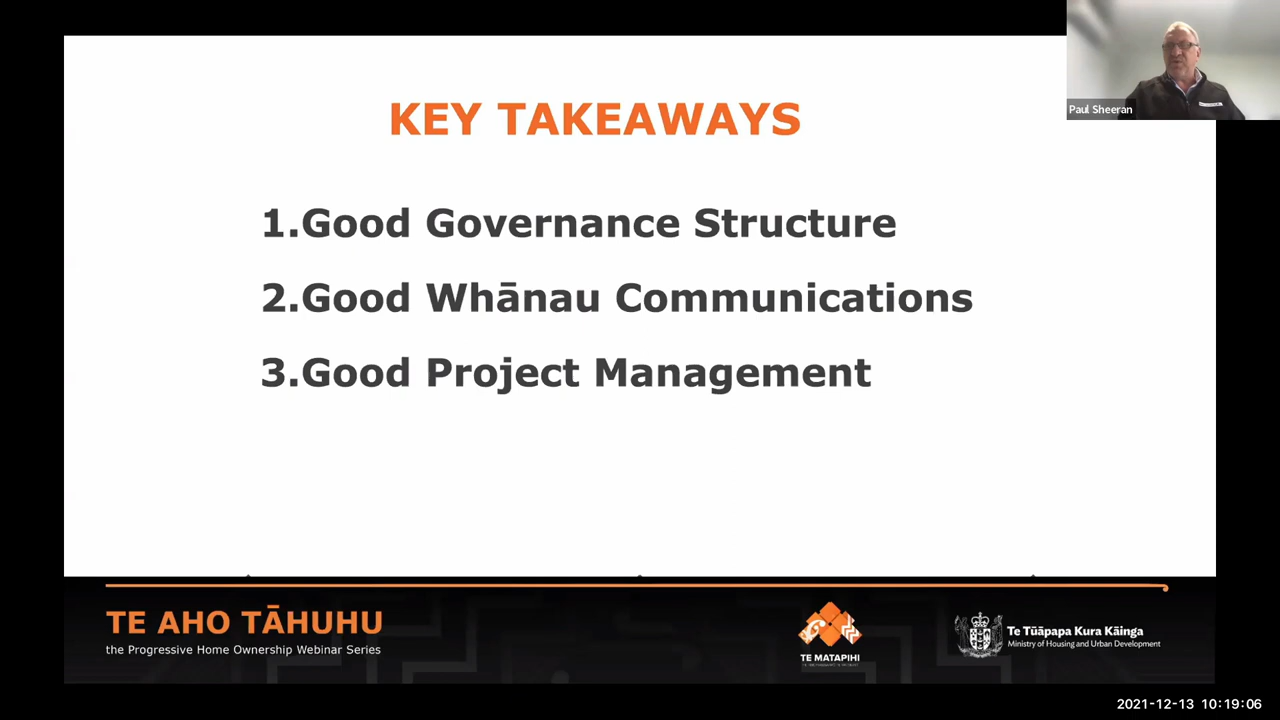 Paul Sheeran
KEY TAKEAWAYS
1.Good Governance Structure
2.Good Whānau Communications
3.Good Project Management
TE AHO TĀHUHU
the Progressive Home Ownership Webinar Series
TE MATAPIHI
Te Tūāpapa Kura Kāinga
Ministry of Housing and Urban Development
2021-12-13 10:19:06